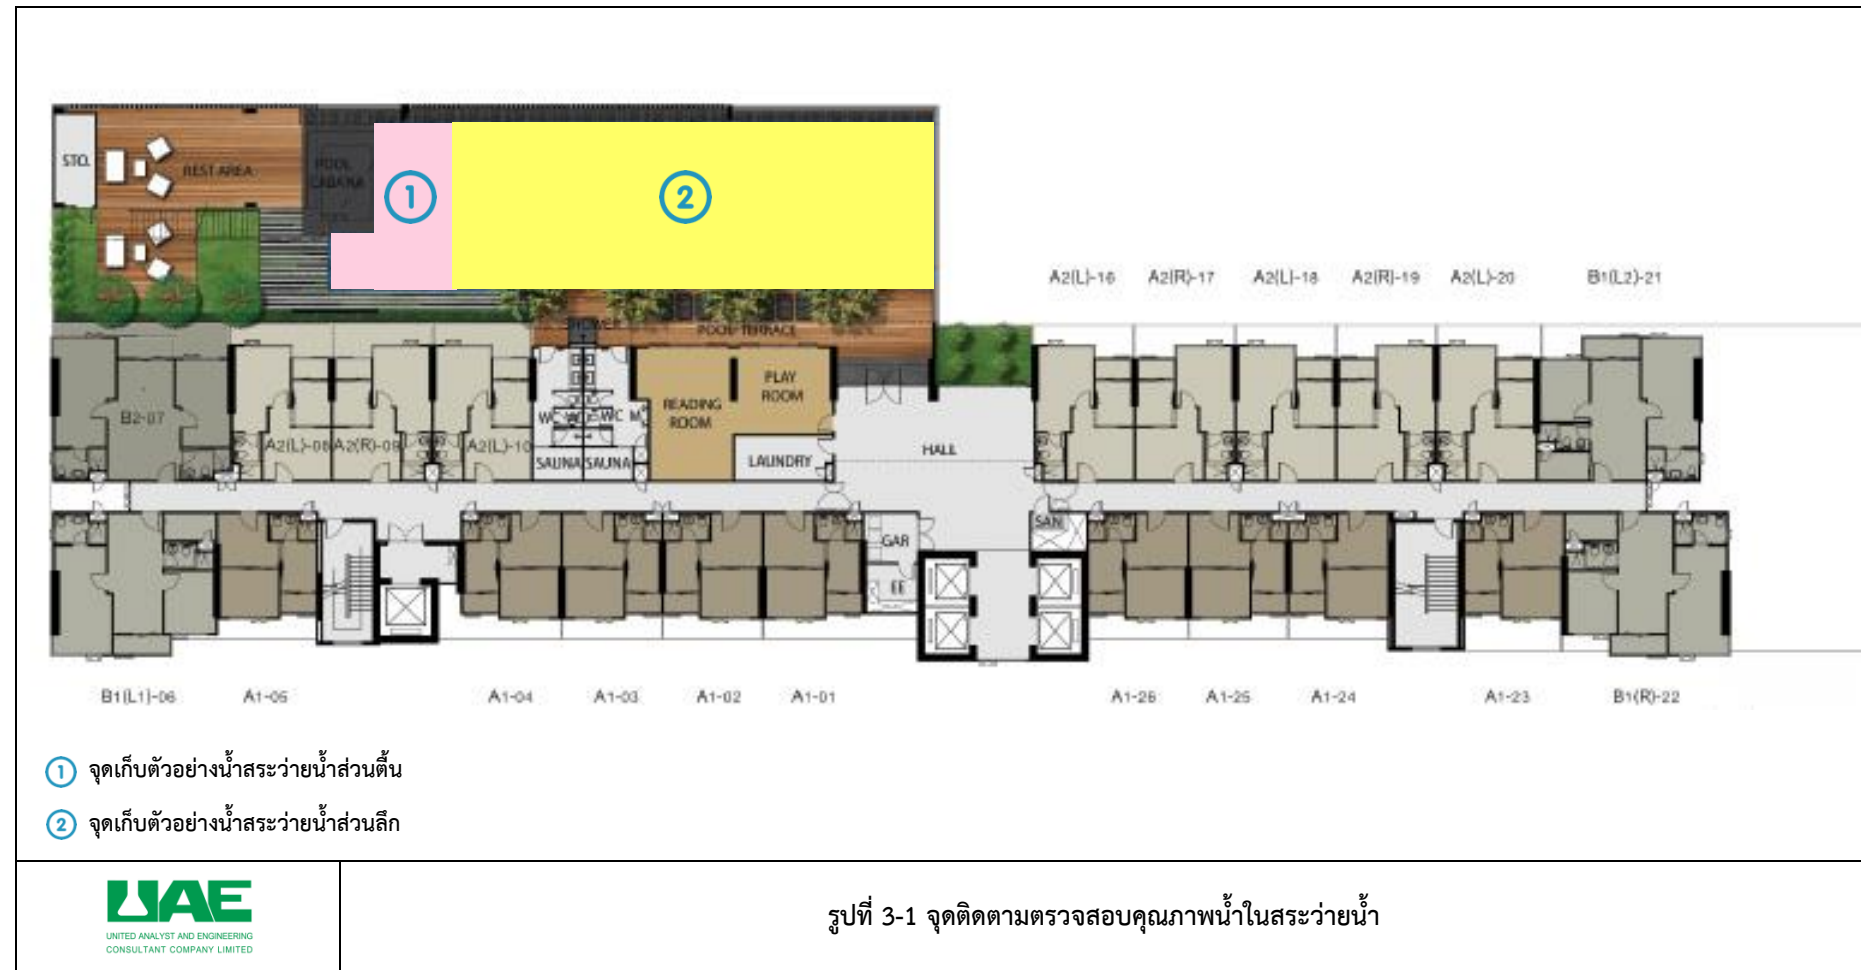 STO.
REST AREA
POOL
CABANA
1
2
A2(L)-16
A2(R)-17
A2(L)-18
A2(R)-19
A2(L)-20
B1(L2)-21
SHOWER
POOL TERRACE
B2-07
A2(L)-08
A2(R)-09
A2(L)-10
WC
WC
WC
SAUNA
SAUNA
READING
ROOM
PLAY
ROOM
LAUNDRY
HALL
SAN
GAR
EE
B1(L1)-06
A1-05
A1-04
A1-03
A1-02
A1-01
A1-26
A1-25
A1-24
A1-23
B1(R)-22
1 จุดเก็บตัวอย่างน้ำสระว่ายน้ำส่วนตื้น
2 จุดเก็บตัวอย่างน้ำสระว่ายน้ำส่วนลึก
UAE
UNITED ANALYST AND ENGINEERING
CONSULTANT COMPANY LIMITED
รูปที่ 3-1 จุดติดตามตรวจสอบคุณภาพน้ำในสระว่ายน้ำ